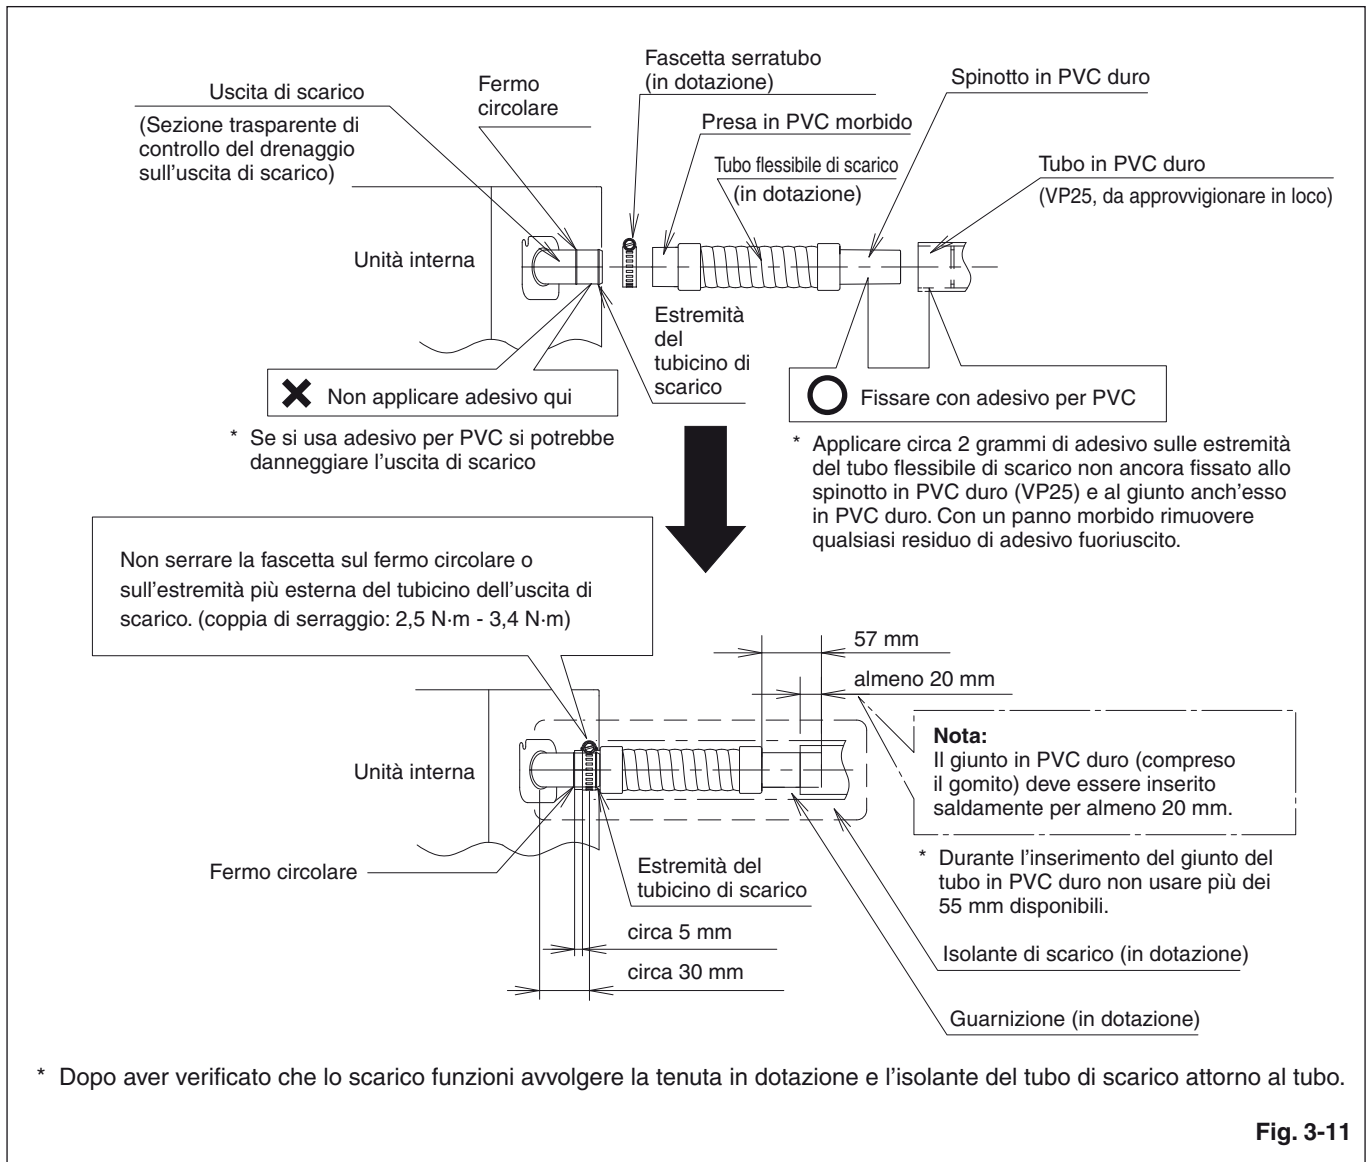 Uscita di scarico
(Sezione trasparente di
controllo del drenaggio
sull'uscita di scarico)
Fermo
circolare
Fascetta serratubo
(in dotazione)
Presa in PVC morbido
Tubo flessibile di scarico
(in dotazione)
Spinotto in PVC duro
Tubo in PVC duro
(VP25, da approvvigionare in loco)
Unità interna
Estremità
del
tubicino di
scarico
Non applicare adesivo qui
* Se si usa adesivo per PVC si potrebbe
danneggiare l'uscita di scarico
Fissare con adesivo per PVC
* Applicare circa 2 grammi di adesivo sulle estremità
del tubo flessibile di scarico non ancora fissato allo
spinotto in PVC duro (VP25) e al giunto anch'esso
in PVC duro. Con un panno morbido rimuovere
qualsiasi residuo di adesivo fuoriuscito.
Non serrare la fascetta sul fermo circolare o
sull'estremità più esterna del tubicino dell'uscita di
scarico. (coppia di serraggio: 2,5 N·m - 3,4 N·m)
57 mm
almeno 20 mm
Nota:
Il giunto in PVC duro (compreso
il gomito) deve essere inserito
saldamente per almeno 20 mm.
* Durante l'inserimento del giunto del
tubo in PVC duro non usare più dei
55 mm disponibili.
Unità interna
Fermo circolare
Estremità del
tubicino di scarico
circa 5 mm
circa 30 mm
Isolante di scarico (in dotazione)
Guarnizione (in dotazione)
* Dopo aver verificato che lo scarico funzioni avvolgere la tenuta in dotazione e l'isolante del tubo di scarico attorno al tubo.
Fig. 3-11